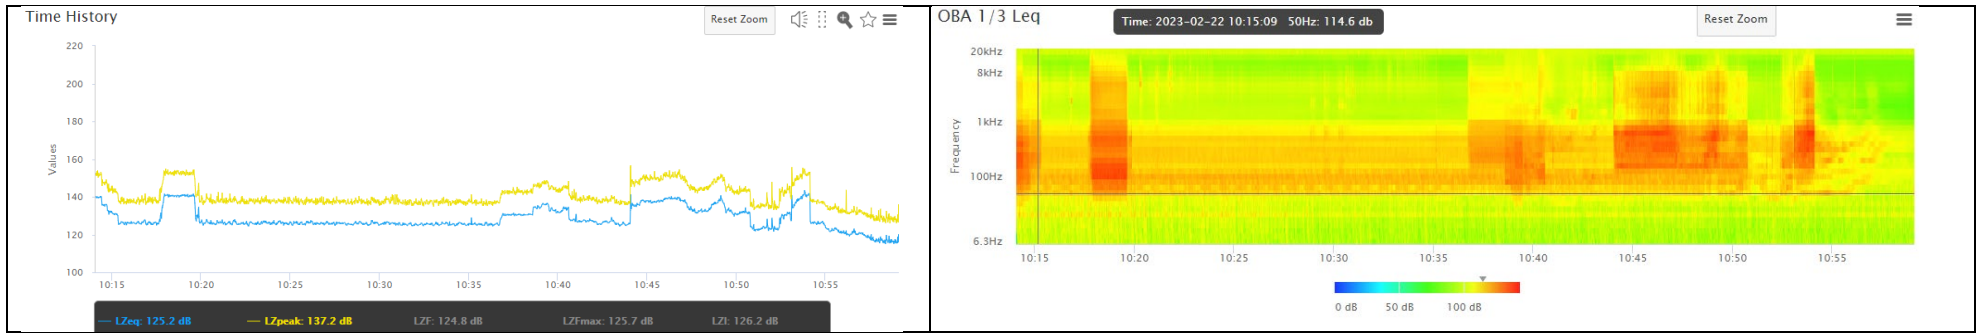 Time History
Reset Zoom
220
200
180
160
140
120
100
Values
10:15 10:20 10:25 10:30 10:35 10:40 10:45 10:50 10:55
LZeq: 125.2 dB LZpeak: 137.2 dB LZF: 124.8 dB LZFmax: 125.7 dB LZI: 126.2 dB
OBA 1/3 Leq
Time: 2023-02-22 10:15:09 50Hz: 114.6 db
Reset Zoom
20kHz
8kHz
1kHz
100Hz
6.3Hz
Frequency
10:15 10:20 10:25 10:30 10:35 10:40 10:45 10:50 10:55
0 dB 50 dB 100 dB